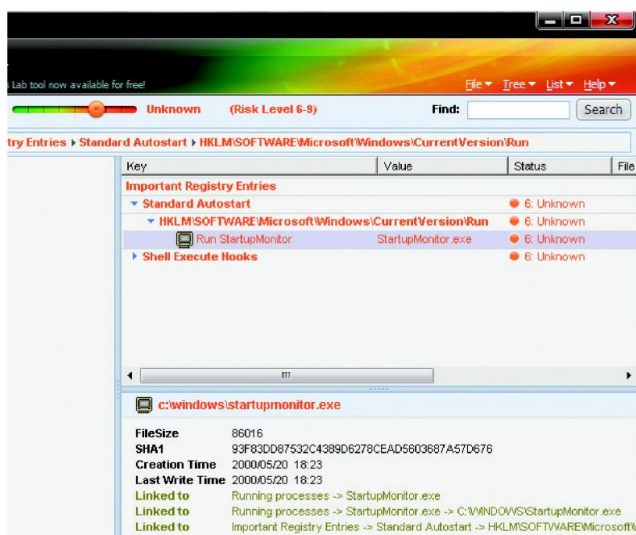 s Lab tool now available for free!
File Tree List Help
Unknown (Risk Level 6-9) Find: Search
try Entries Standard Autostart HKLM\SOFTWARE\Microsoft\Windows\CurrentVersion\Run
Key Value Status File
Important Registry Entries
Standard Autostart 6: Unknown
HKLM\SOFTWARE\Microsoft\Windows\CurrentVersion\Run 6: Unknown
Run StartupMonitor StartupMonitor.exe 6: Unknown
Shell Execute Hooks 6: Unknown
c:\windows\startupmonitor.exe
FileSize 86016
SHA1 93F83DD87532C4389D6278CEAD5603687A57D676
Creation Time 2000/05/20 18:23
Last Write Time 2000/05/20 18:23
Linked to Running processes -> StartupMonitor.exe
Linked to Running processes -> StartupMonitor.exe -> C:\WINDOWS\StartupMonitor.exe
Linked to Important Registry Entries -> Standard Autostart -> HKLM\SOFTWARE\Microsoft\